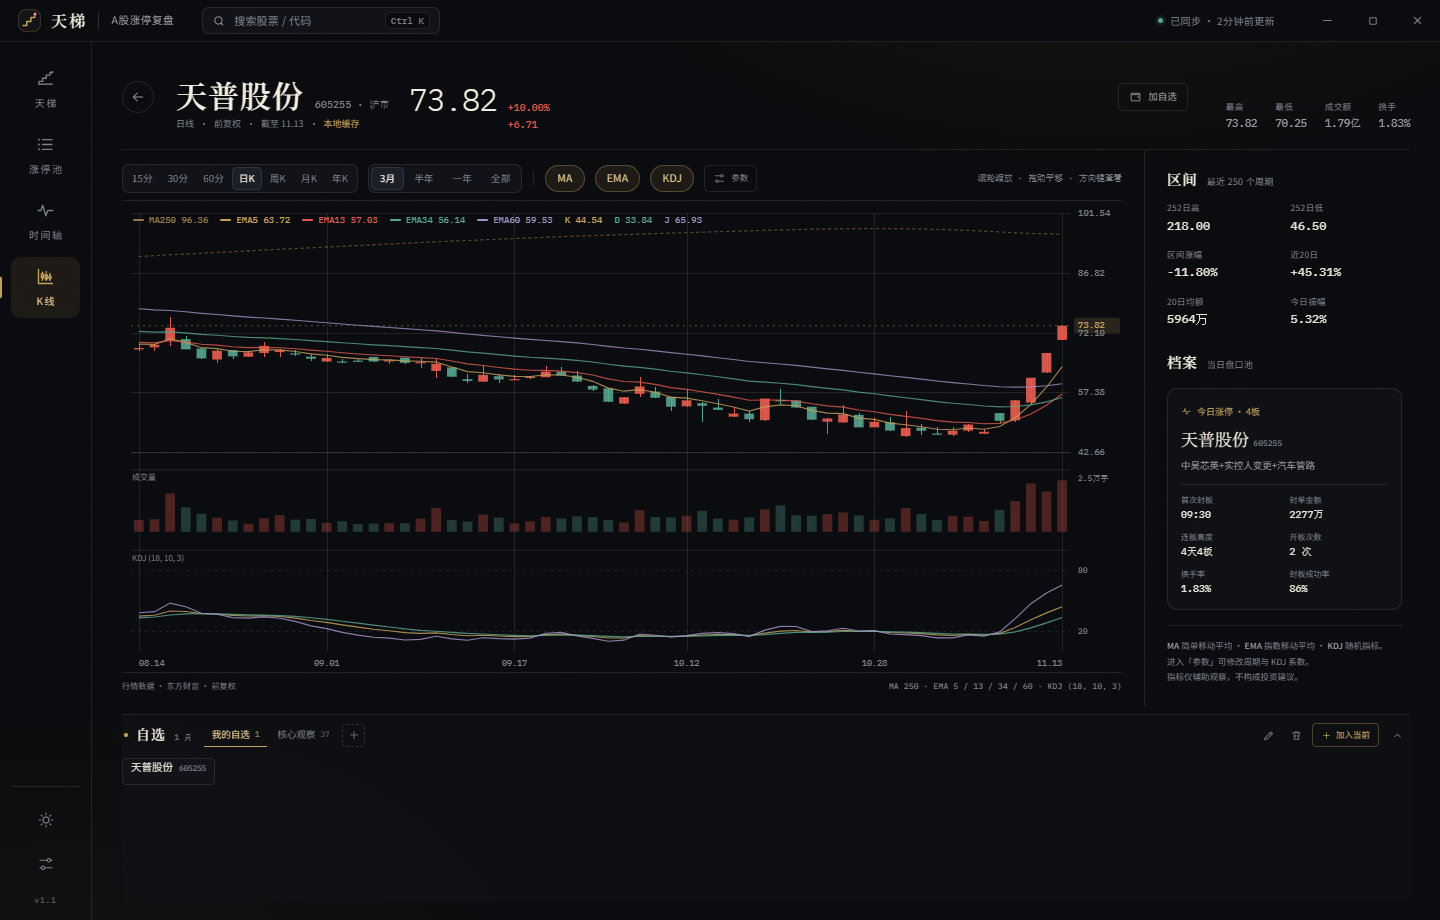 天梯 A股涨停复盘 搜索股票 / 代码 Ctrl K 已同步 · 2分钟前更新
天梯
涨停池
时间轴
K线
v1.1
天普股份 605255 · 沪市 73.82 +10.00%
+6.71
日线 · 前复权 · 截至 11.13 · 本地缓存
加自选
最高 最低 成交额 换手
73.82 70.25 1.79亿 1.83%
15分 30分 60分 日K 周K 月K 年K 3月 半年 一年 全部 MA EMA KDJ 参数 滚轮缩放 · 拖动平移 · 方向键查看
MA250 96.36 EMA5 63.72 EMA13 57.03 EMA34 56.14 EMA60 59.53 K 44.54 D 33.84 J 65.93
101.54
86.82
73.82
72.10
57.38
42.66
成交量 2.5万手
KDJ (18, 10, 3)
80
20
08.14 09.01 09.17 10.12 10.28 11.13
行情数据 · 东方财富 · 前复权 MA 250 · EMA 5 / 13 / 34 / 60 · KDJ (18, 10, 3)
区间 最近 250 个周期
252日高 252日低
218.00 46.50
区间涨幅 近20日
-11.80% +45.31%
20日均额 今日振幅
5964万 5.32%
档案 当日盘口池
今日涨停 · 4板
天普股份 605255
中昊芯英+实控人变更+汽车管路
首次封板 封单金额
09:30 2277万
连板高度 开板次数
4天4板 2 次
换手率 封板成功率
1.83% 86%
MA 简单移动平均 · EMA 指数移动平均 · KDJ 随机指标。
进入「参数」可修改周期与 KDJ 系数。
指标仅辅助观察，不构成投资建议。
自选 1 只 我的自选 1 核心观察 37 + + 加入当前
天普股份 605255